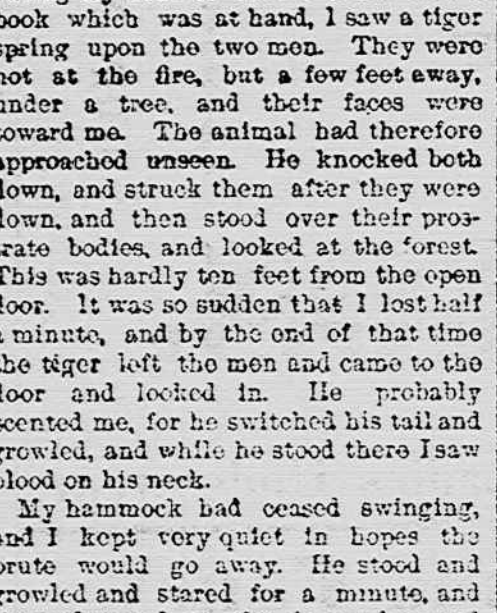 book which was at hand, I saw a tiger
spring upon the two men. They were
not at the fire, but a few feet away,
under a tree, and their faces were
toward me. The animal had therefore
approached unseen. He knocked both
down, and struck them after they were
down, and then stood over their pros-
trate bodies, and looked at the forest.
This was hardly ten feet from the open
door. It was so sudden that I lost half
a minute, and by the end of that time
the tiger left the men and came to the
door and looked in. He probably
scented me, for he switched his tail and
growled, and while he stood there I saw
blood on his neck.
My hammock had ceased swinging,
and I kept very quiet in hopes the
brute would go away. He stood and
growled and stared for a minute, and